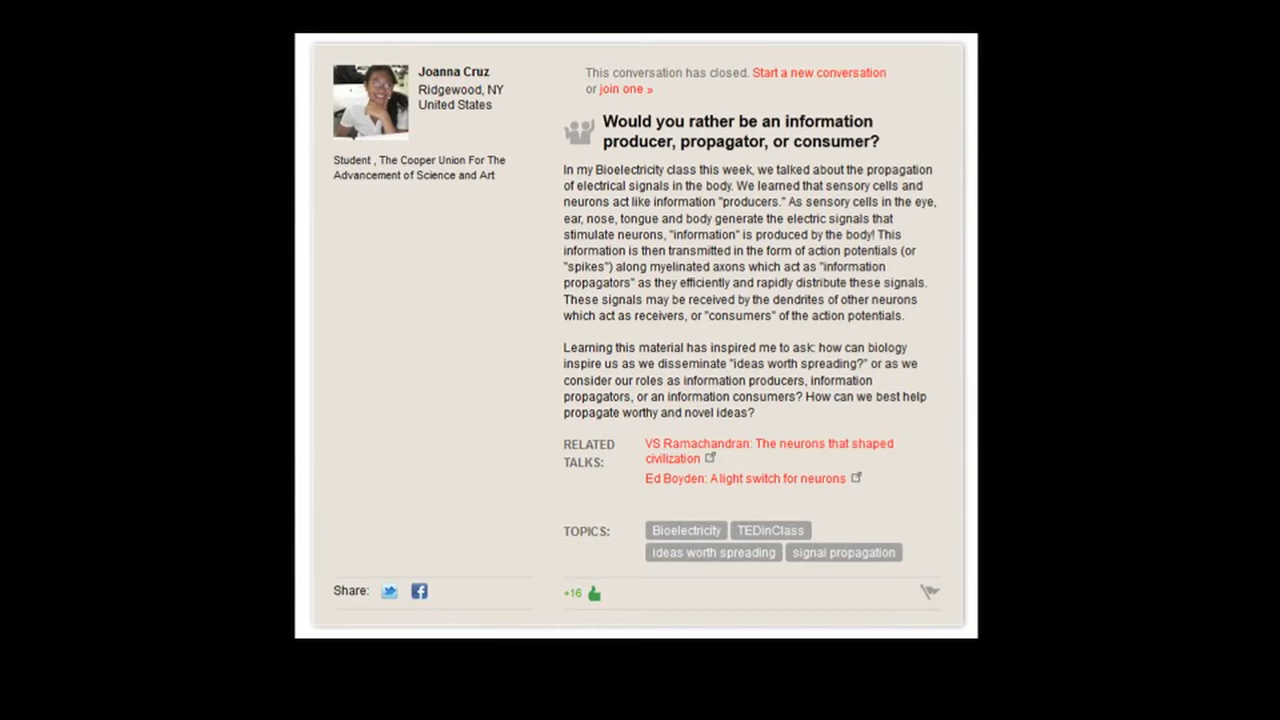 Joanna Cruz
Ridgewood, NY
United States
Student , The Cooper Union For The
Advancement of Science and Art
This conversation has closed. Start a new conversation
or join one »
Would you rather be an information
producer, propagator, or consumer?
In my Bioelectricity class this week, we talked about the propagation
of electrical signals in the body. We learned that sensory cells and
neurons act like information "producers." As sensory cells in the eye,
ear, nose, tongue and body generate the electric signals that
stimulate neurons, "information" is produced by the body! This
information is then transmitted in the form of action potentials (or
"spikes") along myelinated axons which act as "information
propagators" as they efficiently and rapidly distribute these signals.
These signals may be received by the dendrites of other neurons
which act as receivers, or "consumers" of the action potentials.
Learning this material has inspired me to ask: how can biology
inspire us as we disseminate "ideas worth spreading?" or as we
consider our roles as information producers, information
propagators, or an information consumers? How can we best help
propagate worthy and novel ideas?
RELATED
TALKS:
VS Ramachandran: The neurons that shaped
civilization
Ed Boyden: A light switch for neurons
TOPICS:
Bioelectricity TEDinClass
ideas worth spreading signal propagation
Share:
+16